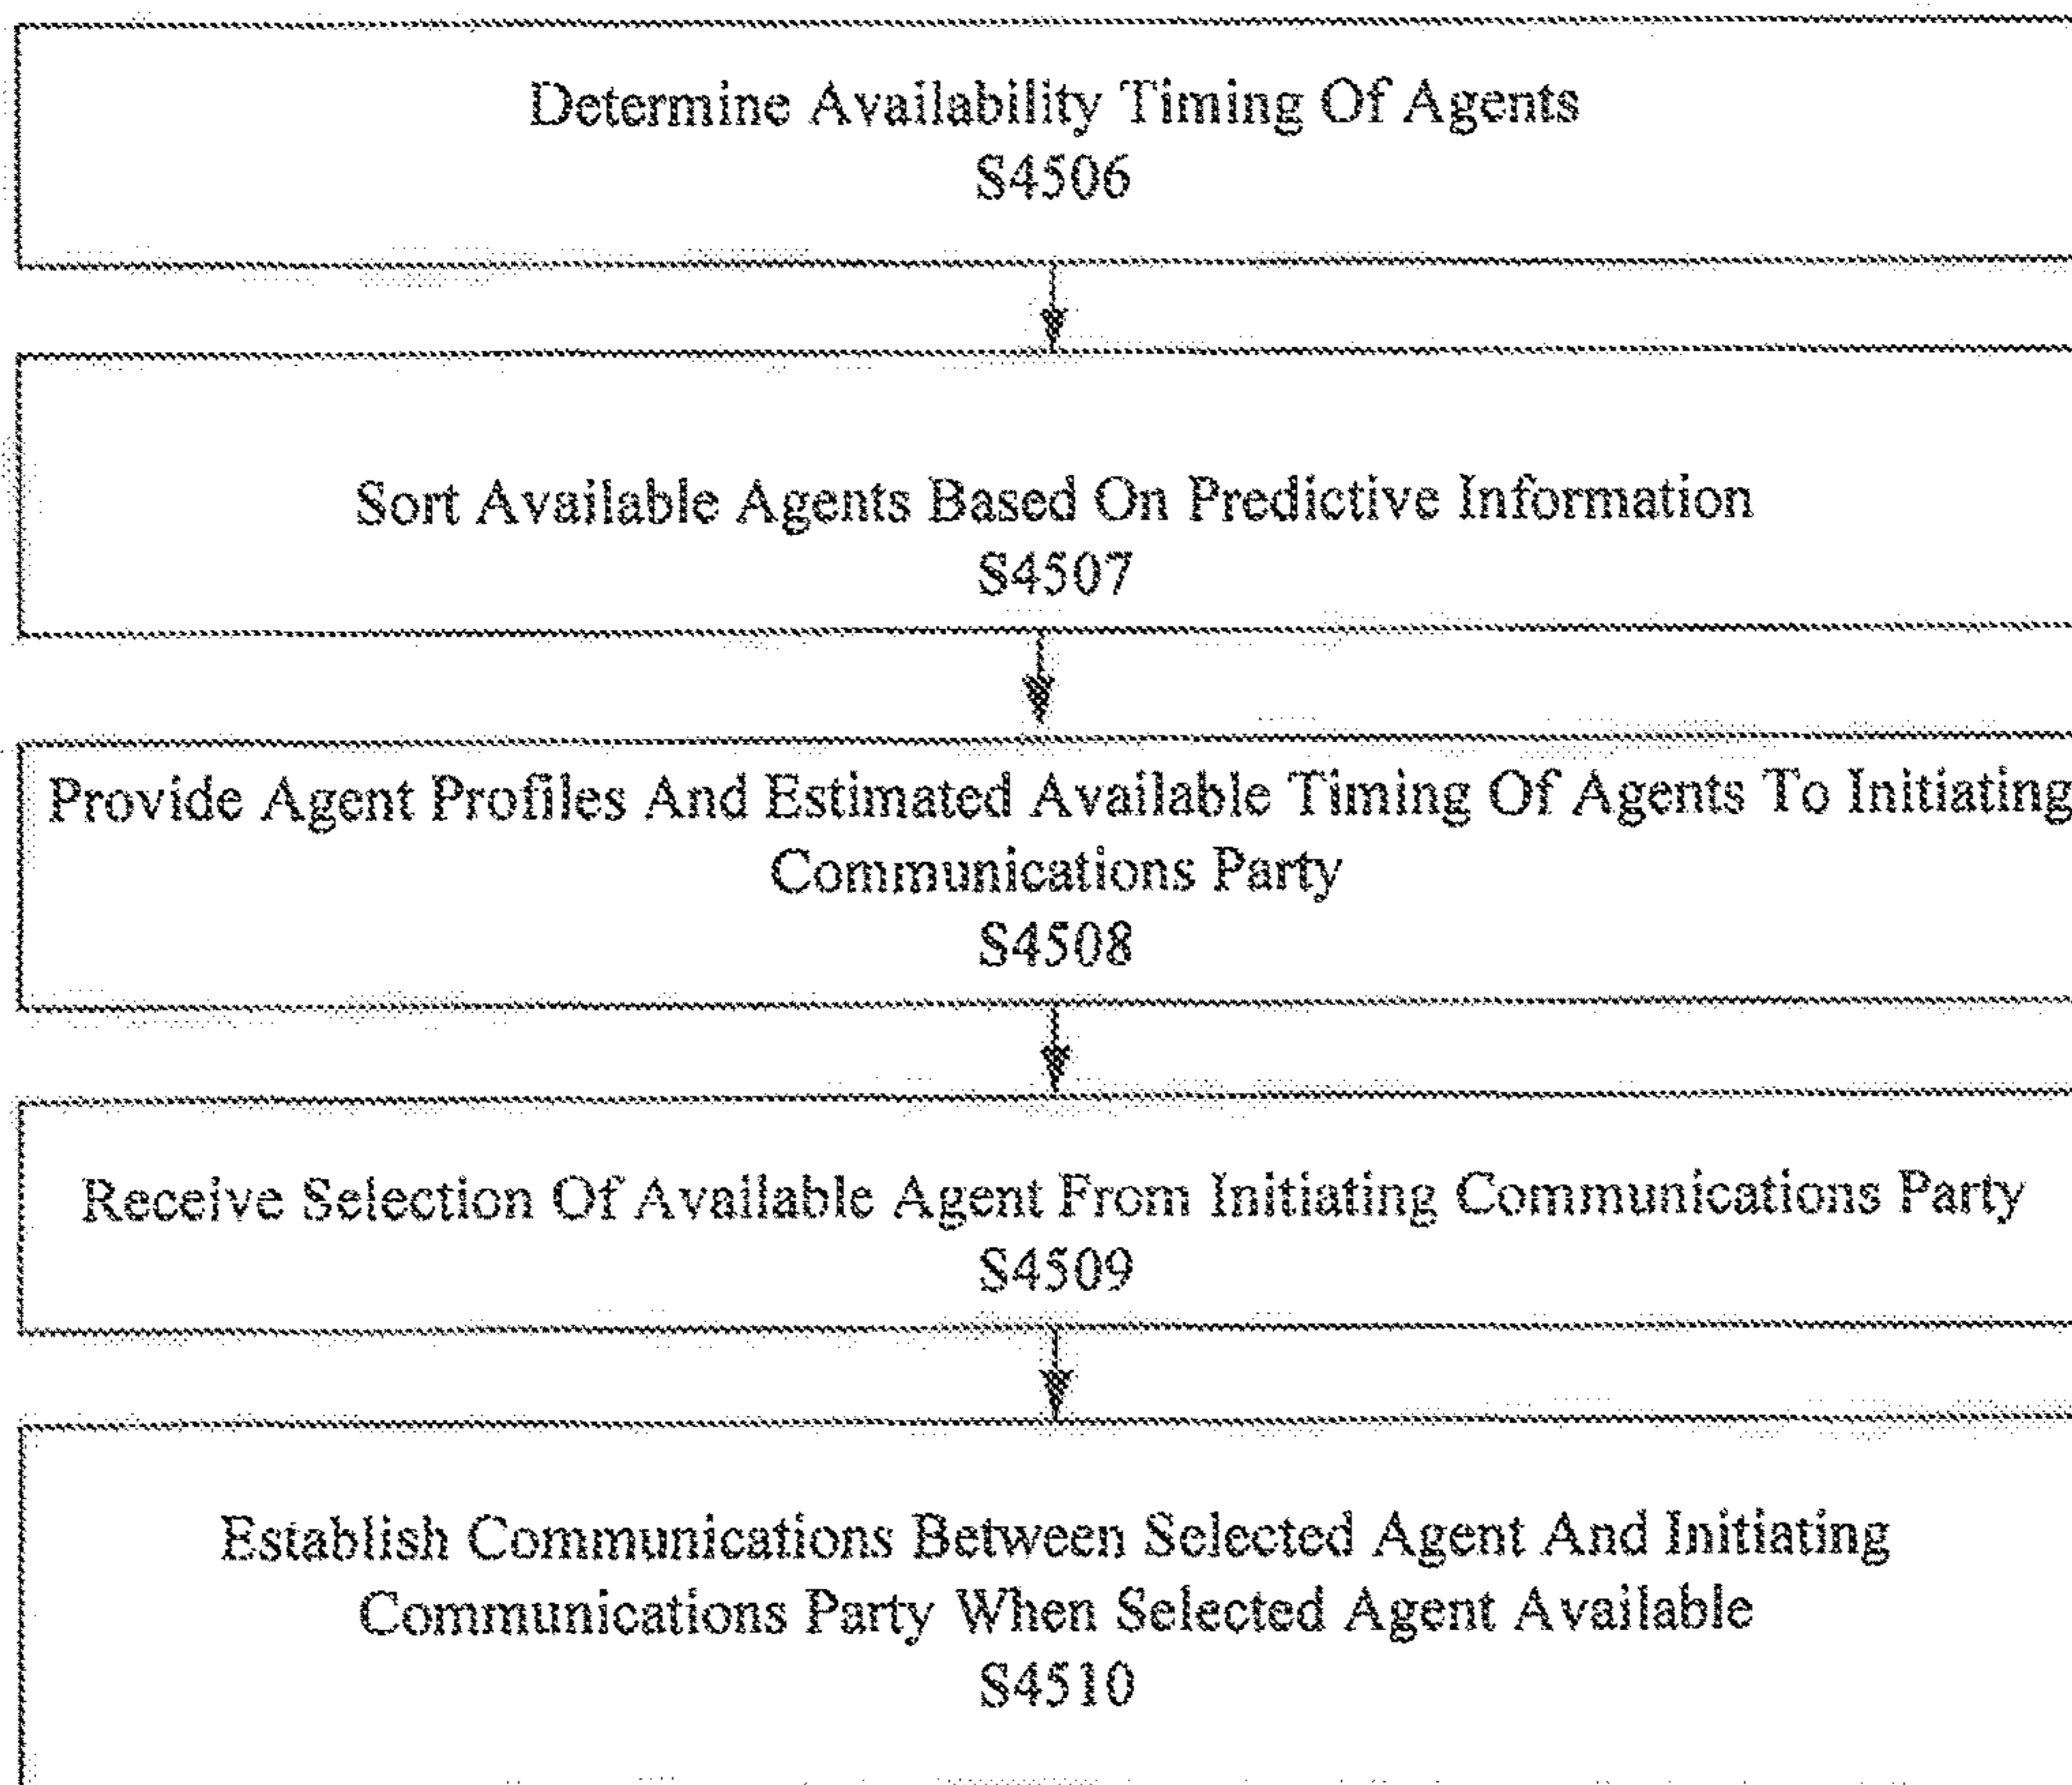 Determine Availability Timing Of Agents
S4506
Sort Available Agents Based On Predictive Information
S4507
Provide Agent Profiles And Estimated Available Timing Of Agents To Initiating
Communications Party
S4508
Receive Selection Of Available Agent From Initiating Communications Party
S4509
Establish Communications Between Selected Agent And Initiating
Communications Party When Selected Agent Available
S4510